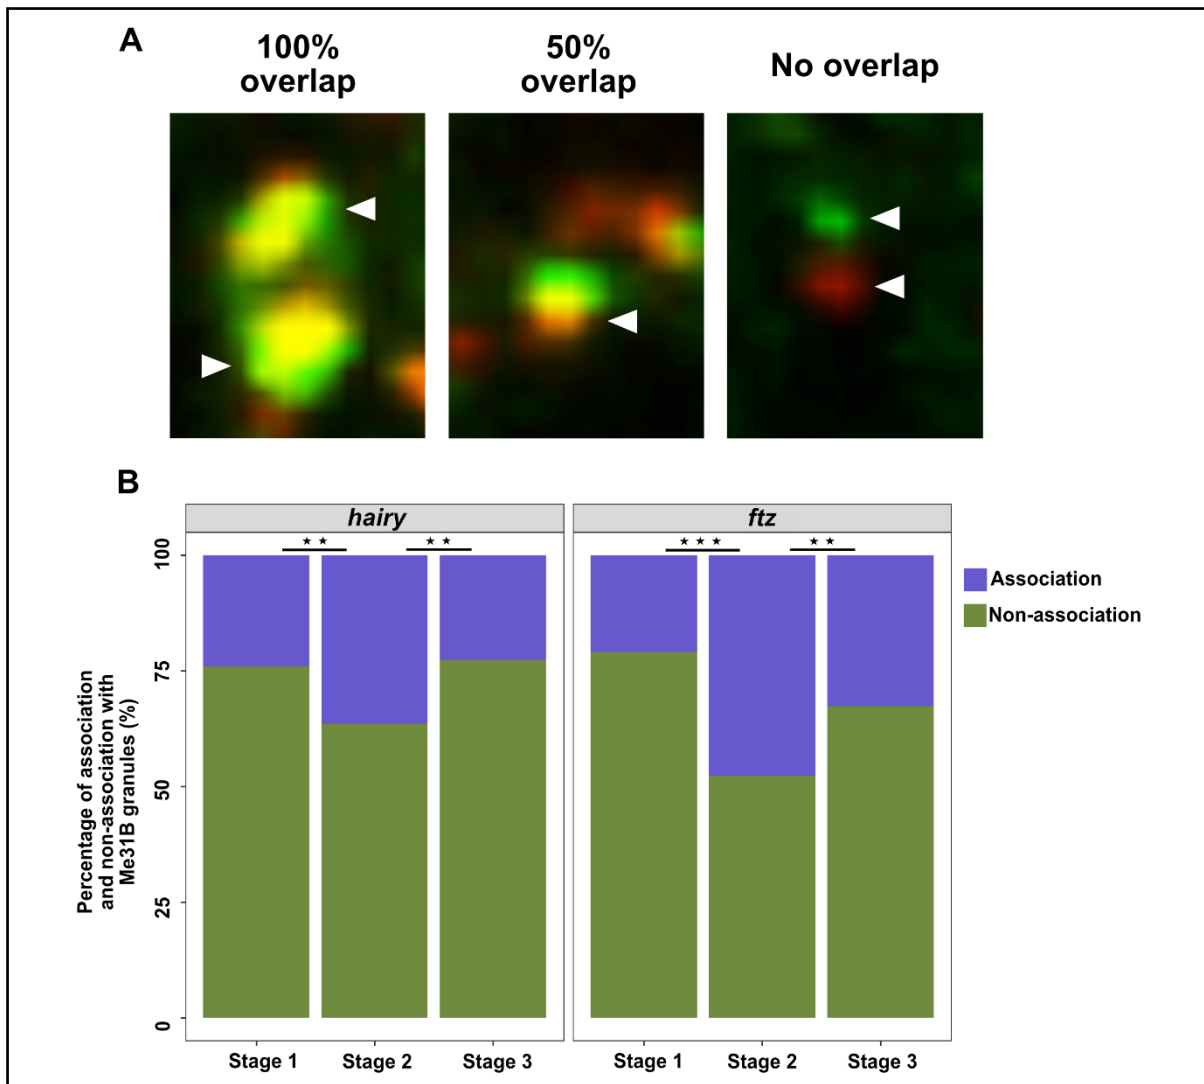 A
100%
overlap
50%
overlap
No overlap
B
hairy
ftz
★ ★
★ ★
★ ★ ★
★ ★
100
75
50
25
0
Percentage of association
and non-association with
Me31B granules (%)
Association
Non-association
Stage 1
Stage 2
Stage 3
Stage 1
Stage 2
Stage 3